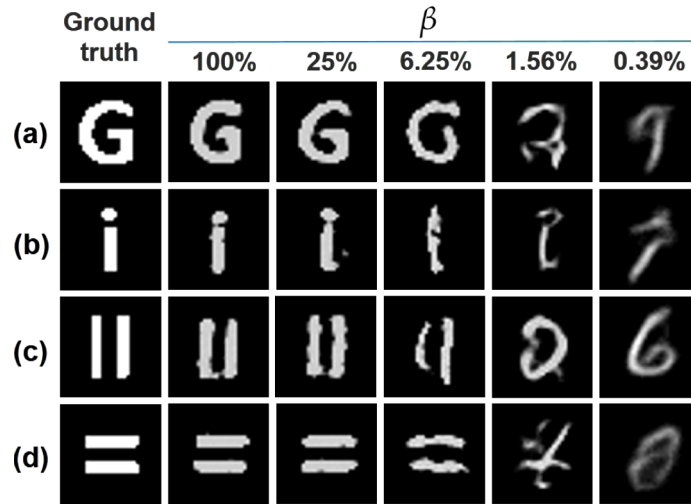 Ground truth β
100% 25% 6.25% 1.56% 0.39%
(a) G G G G
(b) i i i
(c)
(d) = = =